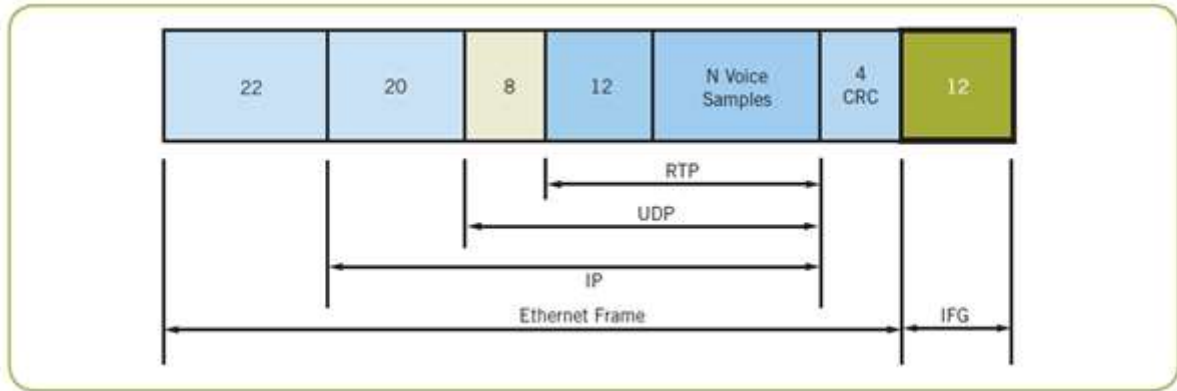 22
20
8
12
N Voice
Samples
4
CRC
12
RTP
UDP
IP
Ethernet Frame
IFG